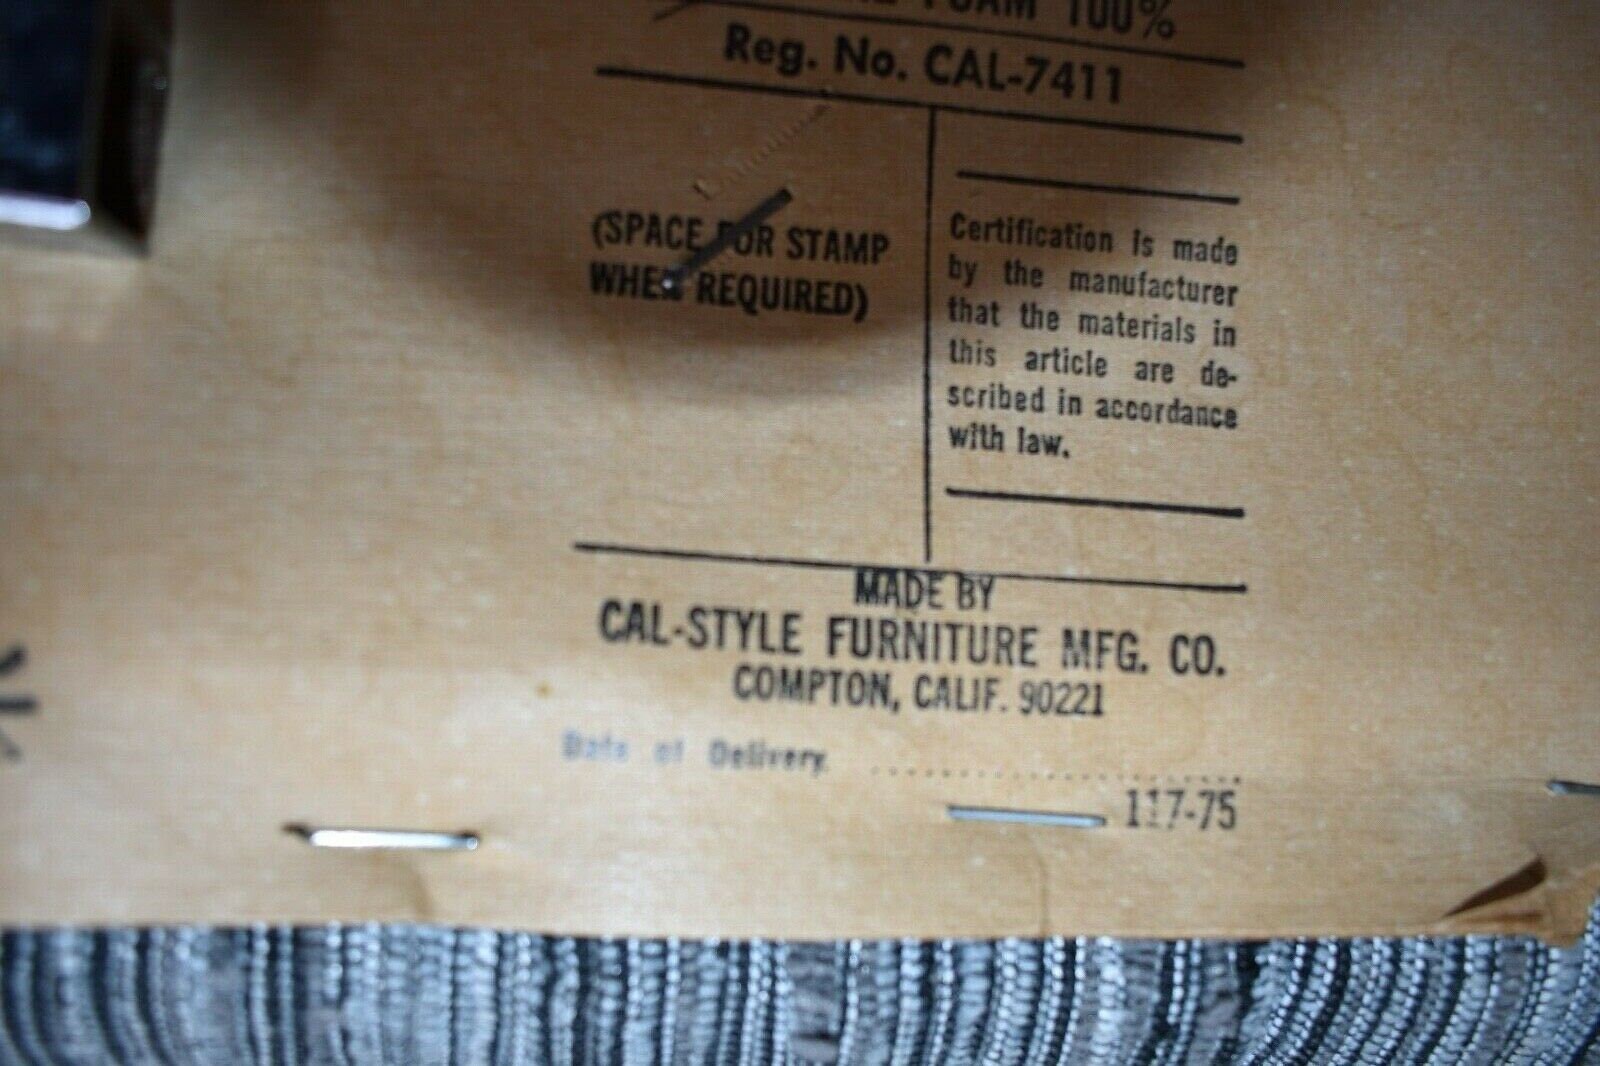 FOAM 100%
Reg. No. CAL-7411
(SPACE FOR STAMP
WHEN REQUIRED)
Certification is made
by the manufacturer
that the materials in
this article are de-
scribed in accordance
with law.
MADE BY
CAL-STYLE FURNITURE MFG. CO.
COMPTON, CALIF. 90221
Date of Delivery
117-75